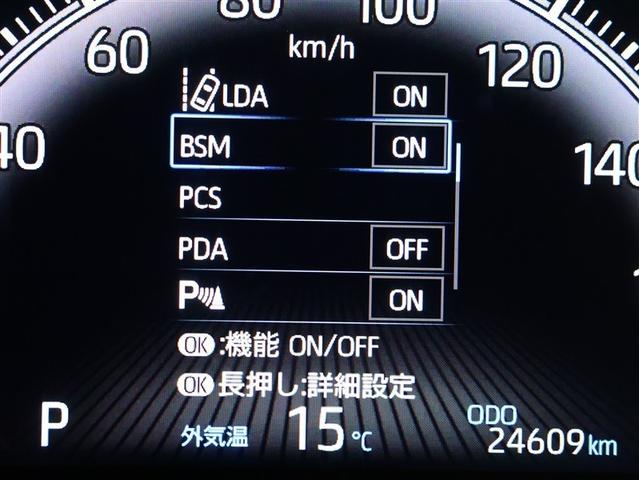 60 80 100 120
km/h
40 140
LDA ON
BSM ON
PCS
PDA OFF
P ON
OK:機能 ON/OFF
OK長押し:詳細設定
P 外気温 15℃ ODO 24609km